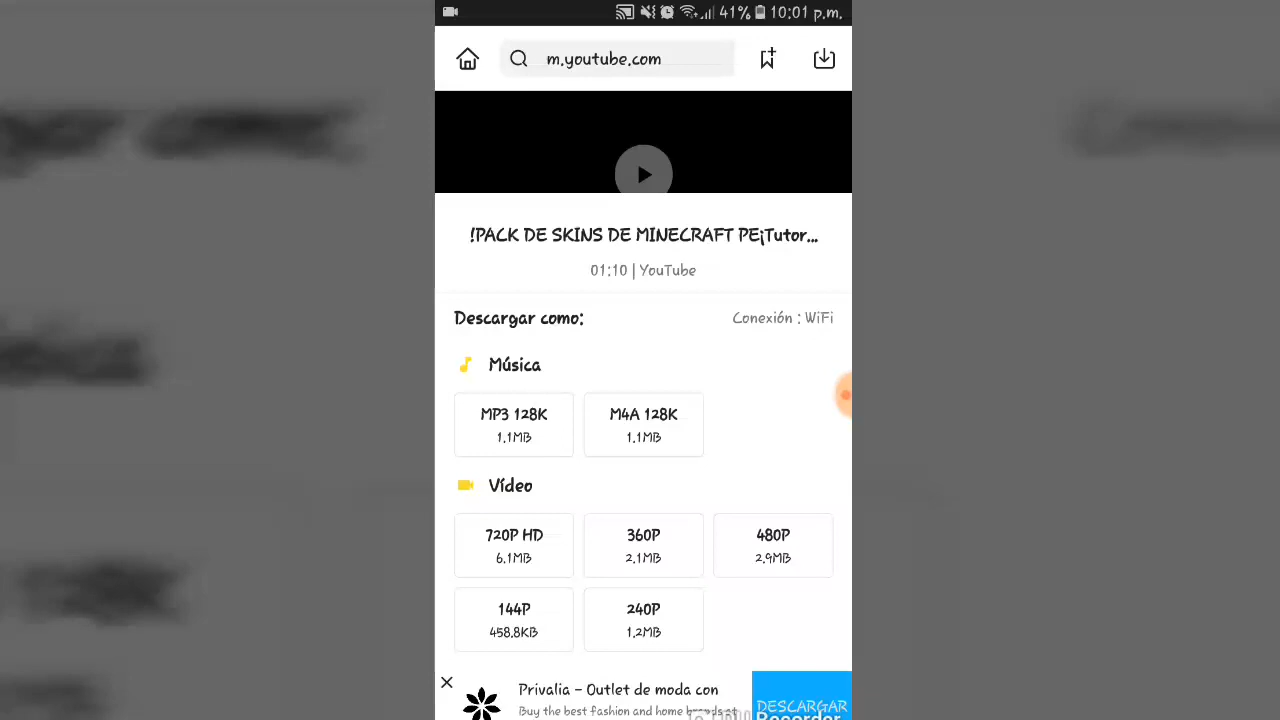 41% 10:01 p.m.
m.youtube.com
!PACK DE SKINS DE MINECRAFT PE¡Tutor...
01:10 | YouTube
Descargar como:
Conexión : WiFi
Música
MP3 128K
M4A 128K
1.1MB
1.1MB
Vídeo
720P HD
360P
480P
6.1MB
2.1MB
2.9MB
144P
240P
458.8KB
1.2MB
Privalia - Outlet de moda con
Buy the best fashion and home brands at
DESCARGAR
Recorder